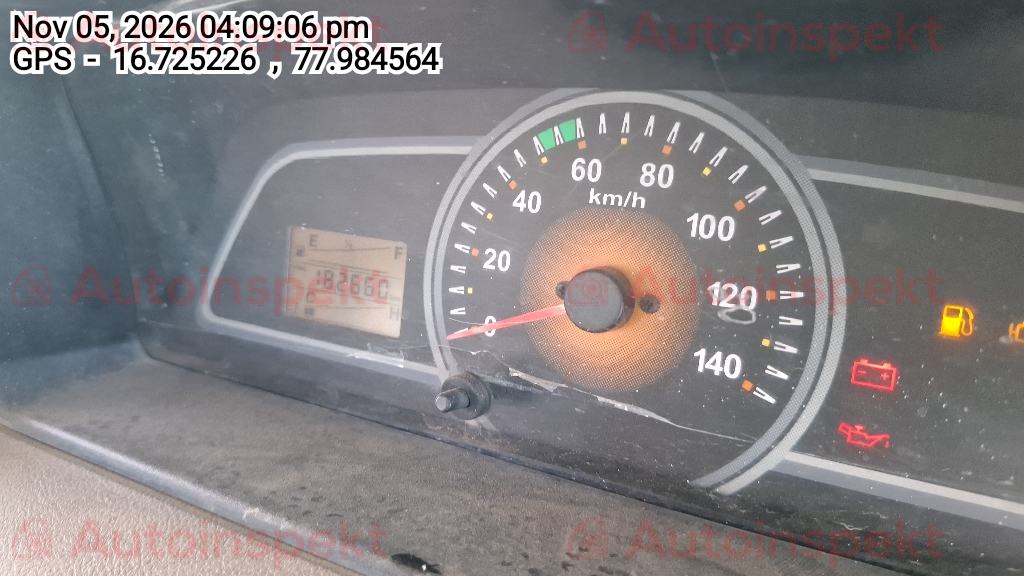 Nov 05, 2026 04:09:06 pm
GPS - 16.725226 , 77.984564
Autoinspekt Autoinspekt
60 80
km/h
40 100
20 120
0 140
E F
H
Autoinspekt Autoinspekt
Autoinspekt Autoinspekt